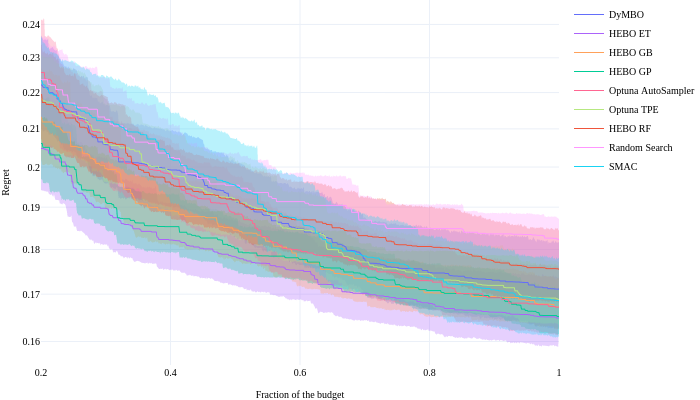 0.24
0.23
0.22
0.21
0.2
0.19
0.18
0.17
0.16
Regret
0.2
0.4
0.6
0.8
1
Fraction of the budget
DyMBO
HEBO ET
HEBO GB
HEBO GP
Optuna AutoSampler
Optuna TPE
HEBO RF
Random Search
SMAC